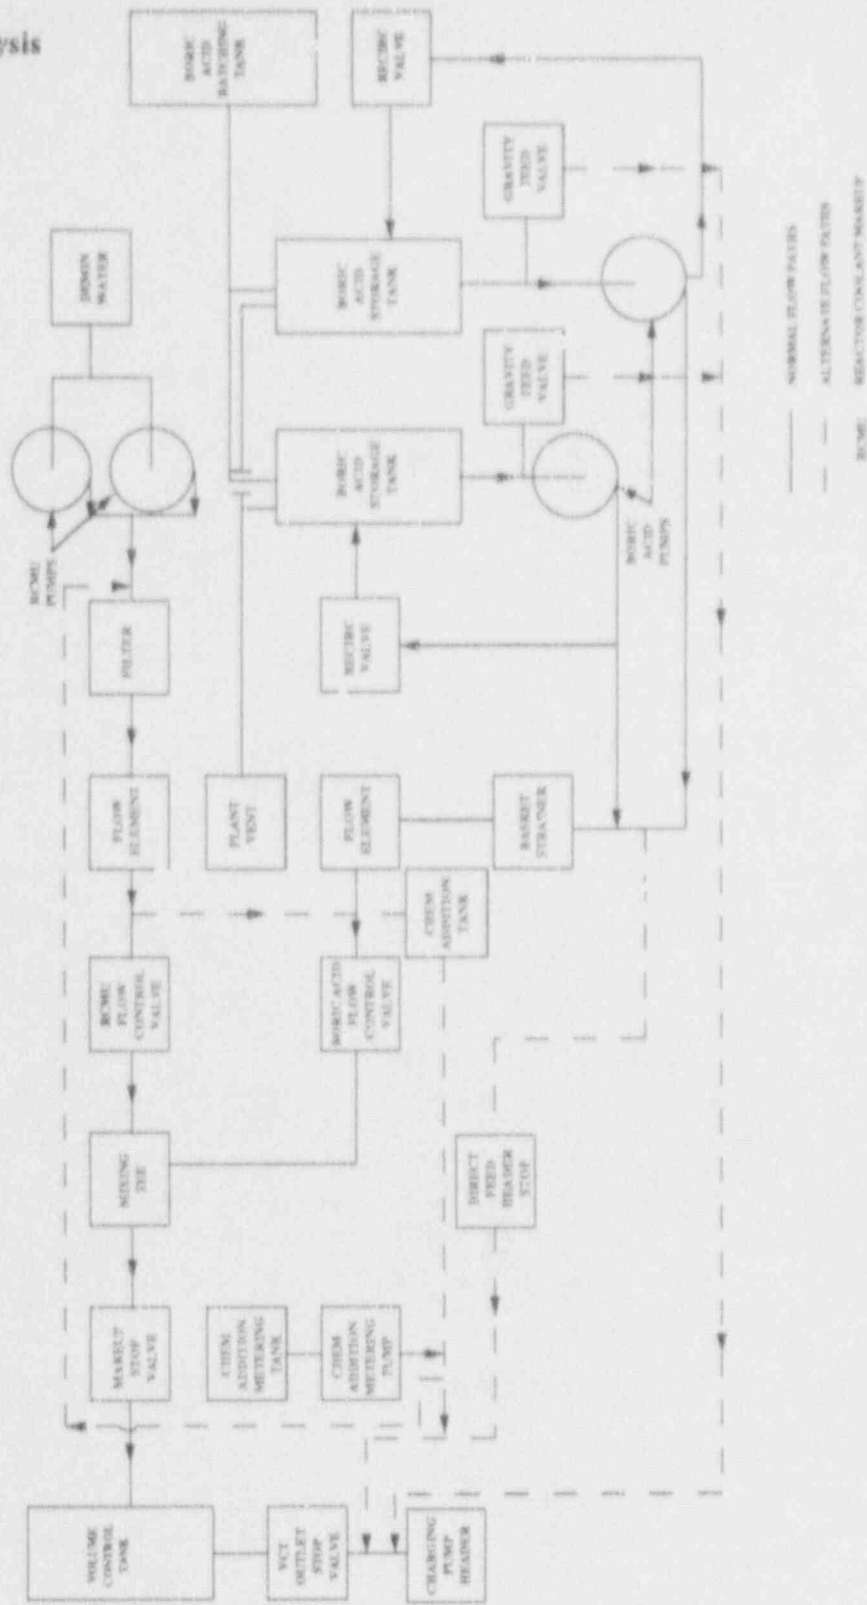 ysis
BORIC
ACID
BATCHING
TANK
RECIRC
VALVE
DEMIN
WATER
GRAVITY
FEED
VALVE
BORIC
ACID
STORAGE
TANK
GRAVITY
FEED
VALVE
BORIC
ACID
STORAGE
TANK
RCMU
PUMPS
BORIC
ACID
PUMPS
FILTER
RECIRC
VALVE
FLOW
ELEMENT
PLANT
VENT
FLOW
ELEMENT
BASKET
STRAINER
CHEM
ADDITION
TANK
RCMU
FLOW
CONTROL
VALVE
BORIC ACID
FLOW
CONTROL
VALVE
MIXING
TEE
DIRECT
FEED
HEADER
STOP
MAKEUP
STOP
VALVE
CHEM
ADDITION
METERING
TANK
CHEM
ADDITION
METERING
PUMP
VOLUME
CONTROL
TANK
VCT
OUTLET
STOP
VALVE
CHARGING
PUMP
HEADER
NORMAL FLOW PATHS
ALTERNATE FLOW PATHS
RCMU REACTOR COOLANT MAKEUP